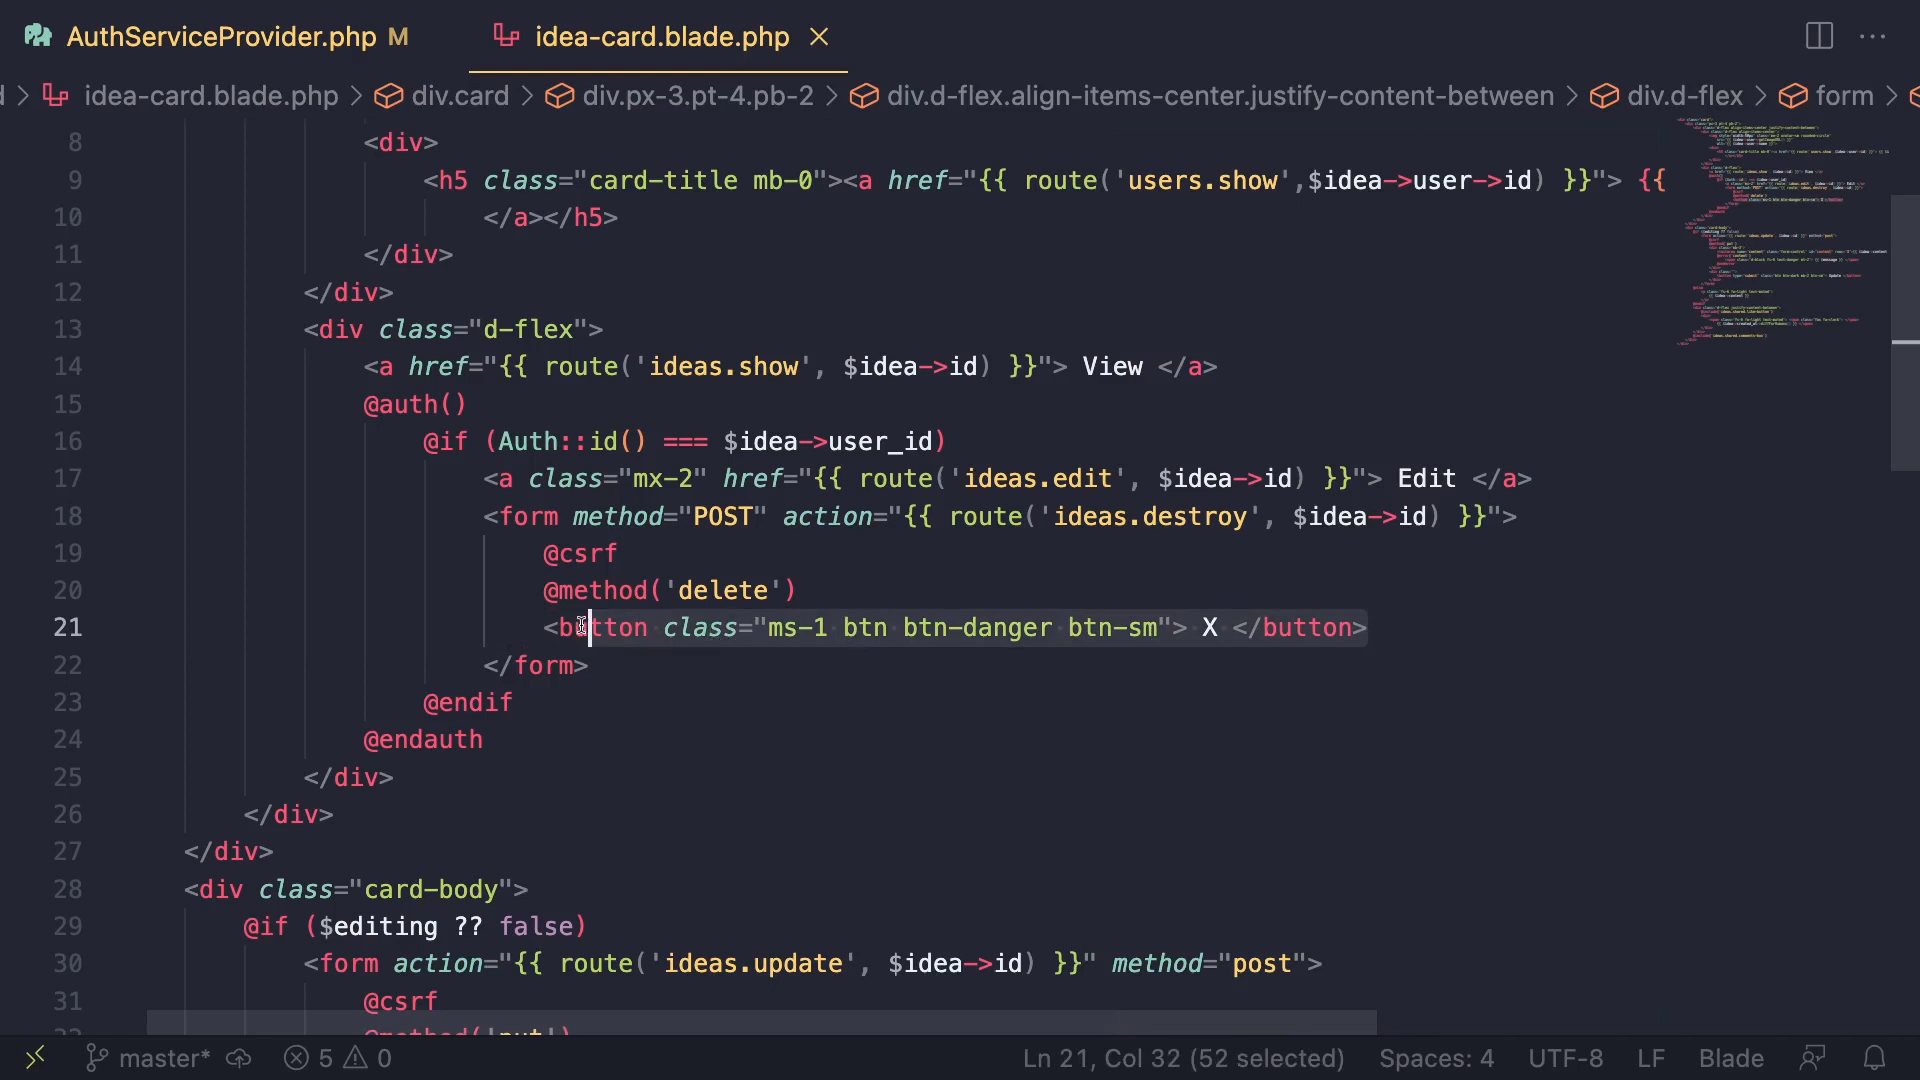 AuthServiceProvider.php M
idea-card.blade.php
idea-card.blade.php > div.card > div.px-3.pt-4.pb-2 > div.d-flex.align-items-center.justify-content-between > div.d-flex > form >
8 <div>
9 <h5 class="card-title mb-0"><a href="{{ route('users.show',$idea->user->id) }}"> {{
10 </a></h5>
11 </div>
12 </div>
13 <div class="d-flex">
14 <a href="{{ route('ideas.show', $idea->id) }}"> View </a>
15 @auth()
16 @if (Auth::id() === $idea->user_id)
17 <a class="mx-2" href="{{ route('ideas.edit', $idea->id) }}"> Edit </a>
18 <form method="POST" action="{{ route('ideas.destroy', $idea->id) }}">
19 @csrf
20 @method('delete')
21 <button class="ms-1 btn btn-danger btn-sm"> X </button>
22 </form>
23 @endif
24 @endauth
25 </div>
26 </div>
27 </div>
28 <div class="card-body">
29 @if ($editing ?? false)
30 <form action="{{ route('ideas.update', $idea->id) }}" method="post">
31 @csrf
master* 5 0 Ln 21, Col 32 (52 selected) Spaces: 4 UTF-8 LF Blade